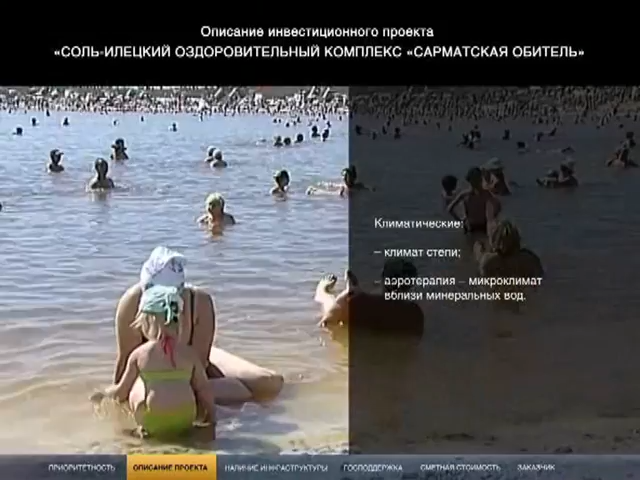 Описание инвестиционного проекта
«СОЛЬ-ИЛЕЦКИЙ ОЗДОРОВИТЕЛЬНЫЙ КОМПЛЕКС «САРМАТСКАЯ ОБИТЕЛЬ»
Климатические:
– климат степи;
– аэротерапия – микроклимат
вблизи минеральных вод.
ПРИОРИТЕТНОСТЬ ОПИСАНИЕ ПРОЕКТА НАЛИЧИЕ ИНФРАСТРУКТУРЫ ГОСПОДДЕРЖКА СМЕТНАЯ СТОИМОСТЬ ЗАКАЗЧИК